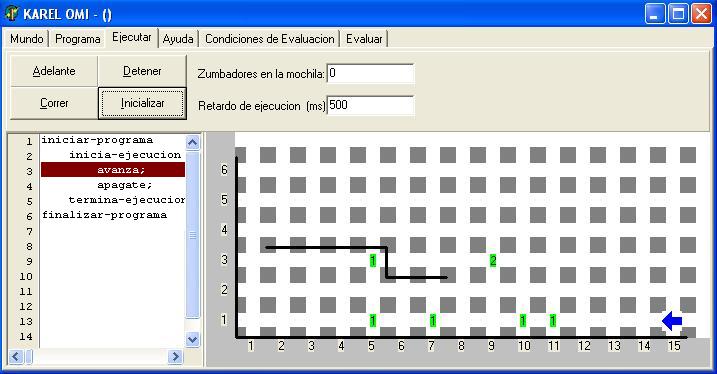 KAREL OMI - ()
Mundo Programa Ejecutar Ayuda Condiciones de Evaluacion Evaluar
Adelante Detener Zumbadores en la mochila: 0
Correr Inicializar Retardo de ejecucion (ms) 500
1 iniciar-programa
2 inicia-ejecucion
3 avanza;
4 apagate;
5 termina-ejecucion
6 finalizar-programa
7
8
9
10
11
12
13
14
6
5
4
3 1 2
2
1 1 1 1 1
1 2 3 4 5 6 7 8 9 10 11 12 13 14 15